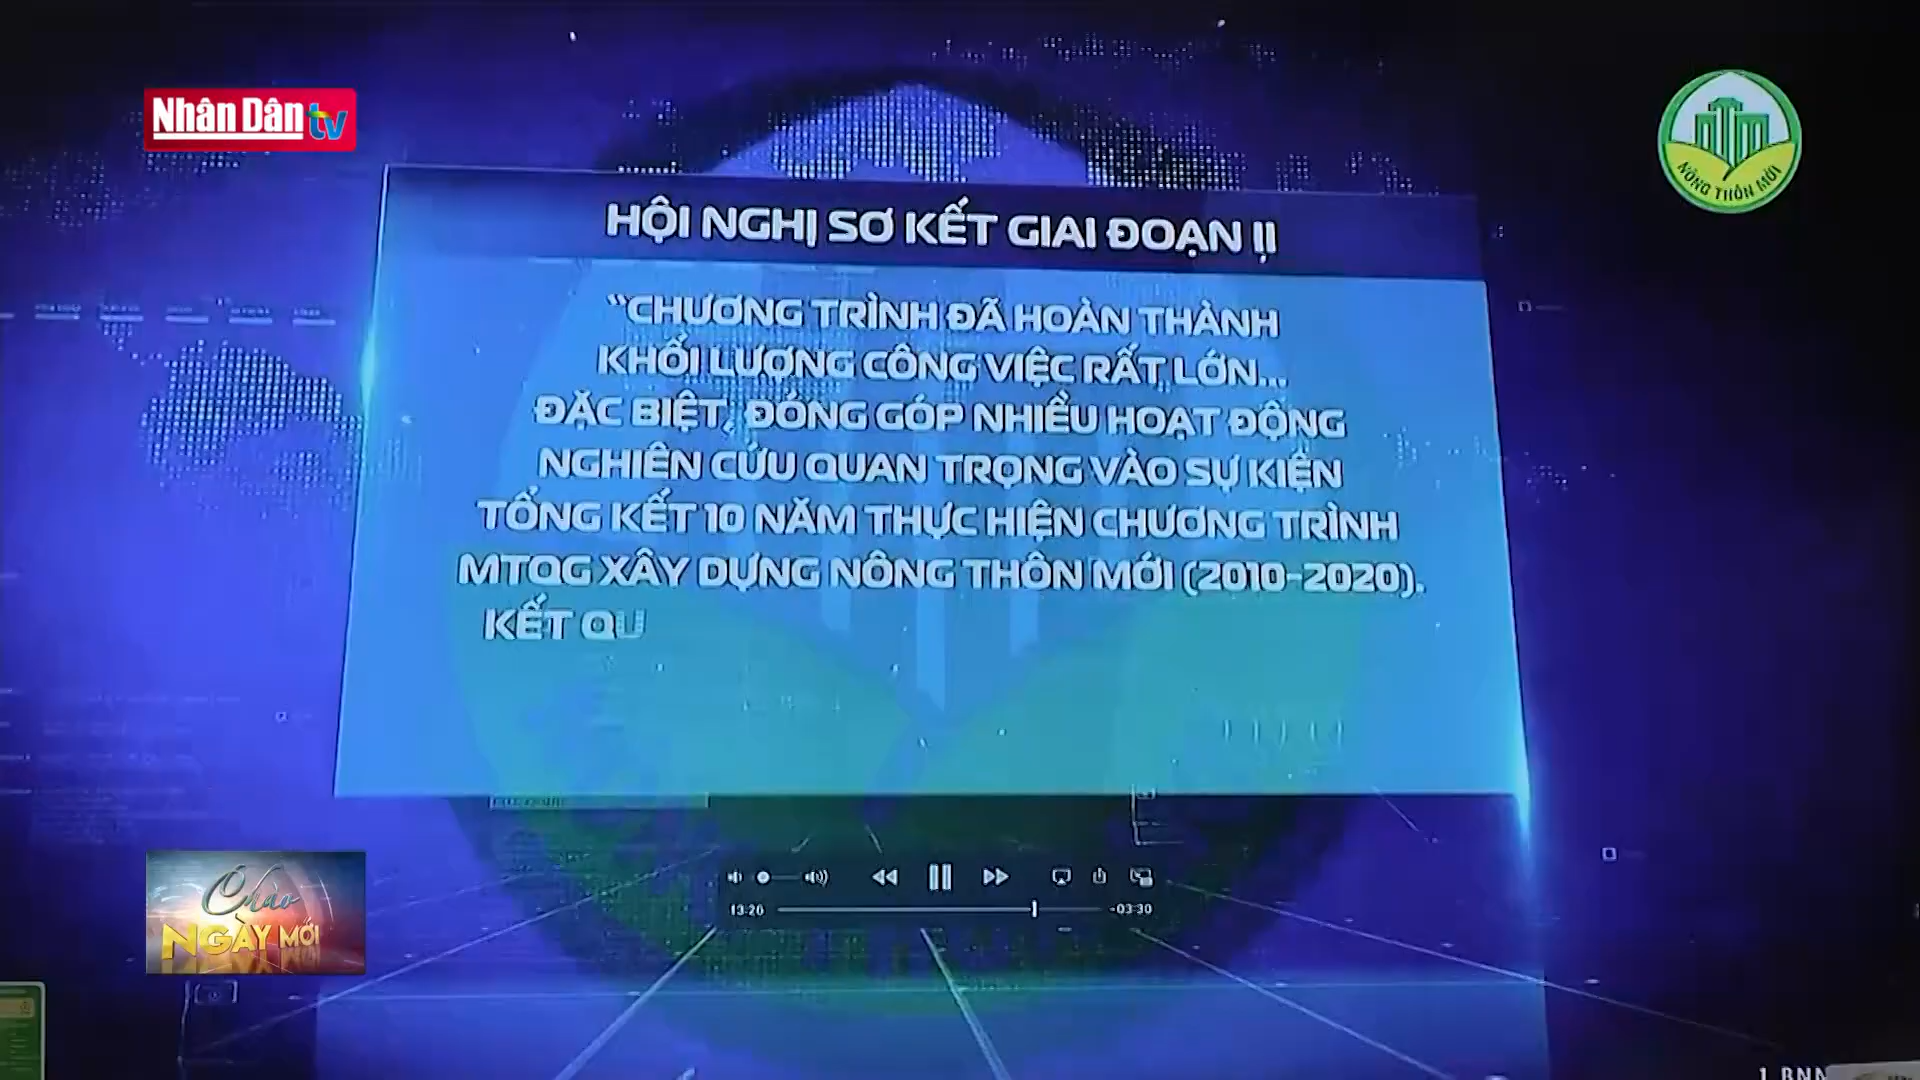 Nhân Dân tv
NÔNG THÔN MỚI
HỘI NGHỊ SƠ KẾT GIAI ĐOẠN II
“CHƯƠNG TRÌNH ĐÃ HOÀN THÀNH
KHỐI LƯỢNG CÔNG VIỆC RẤT LỚN...
ĐẶC BIỆT, ĐÓNG GÓP NHIỀU HOẠT ĐỘNG
NGHIÊN CỨU QUAN TRỌNG VÀO SỰ KIỆN
TỔNG KẾT 10 NĂM THỰC HIỆN CHƯƠNG TRÌNH
MTQG XÂY DỰNG NÔNG THÔN MỚI (2010-2020).
KẾT QU
13:20
-03:30
Chào
NGÀY MỚI
1 BNN